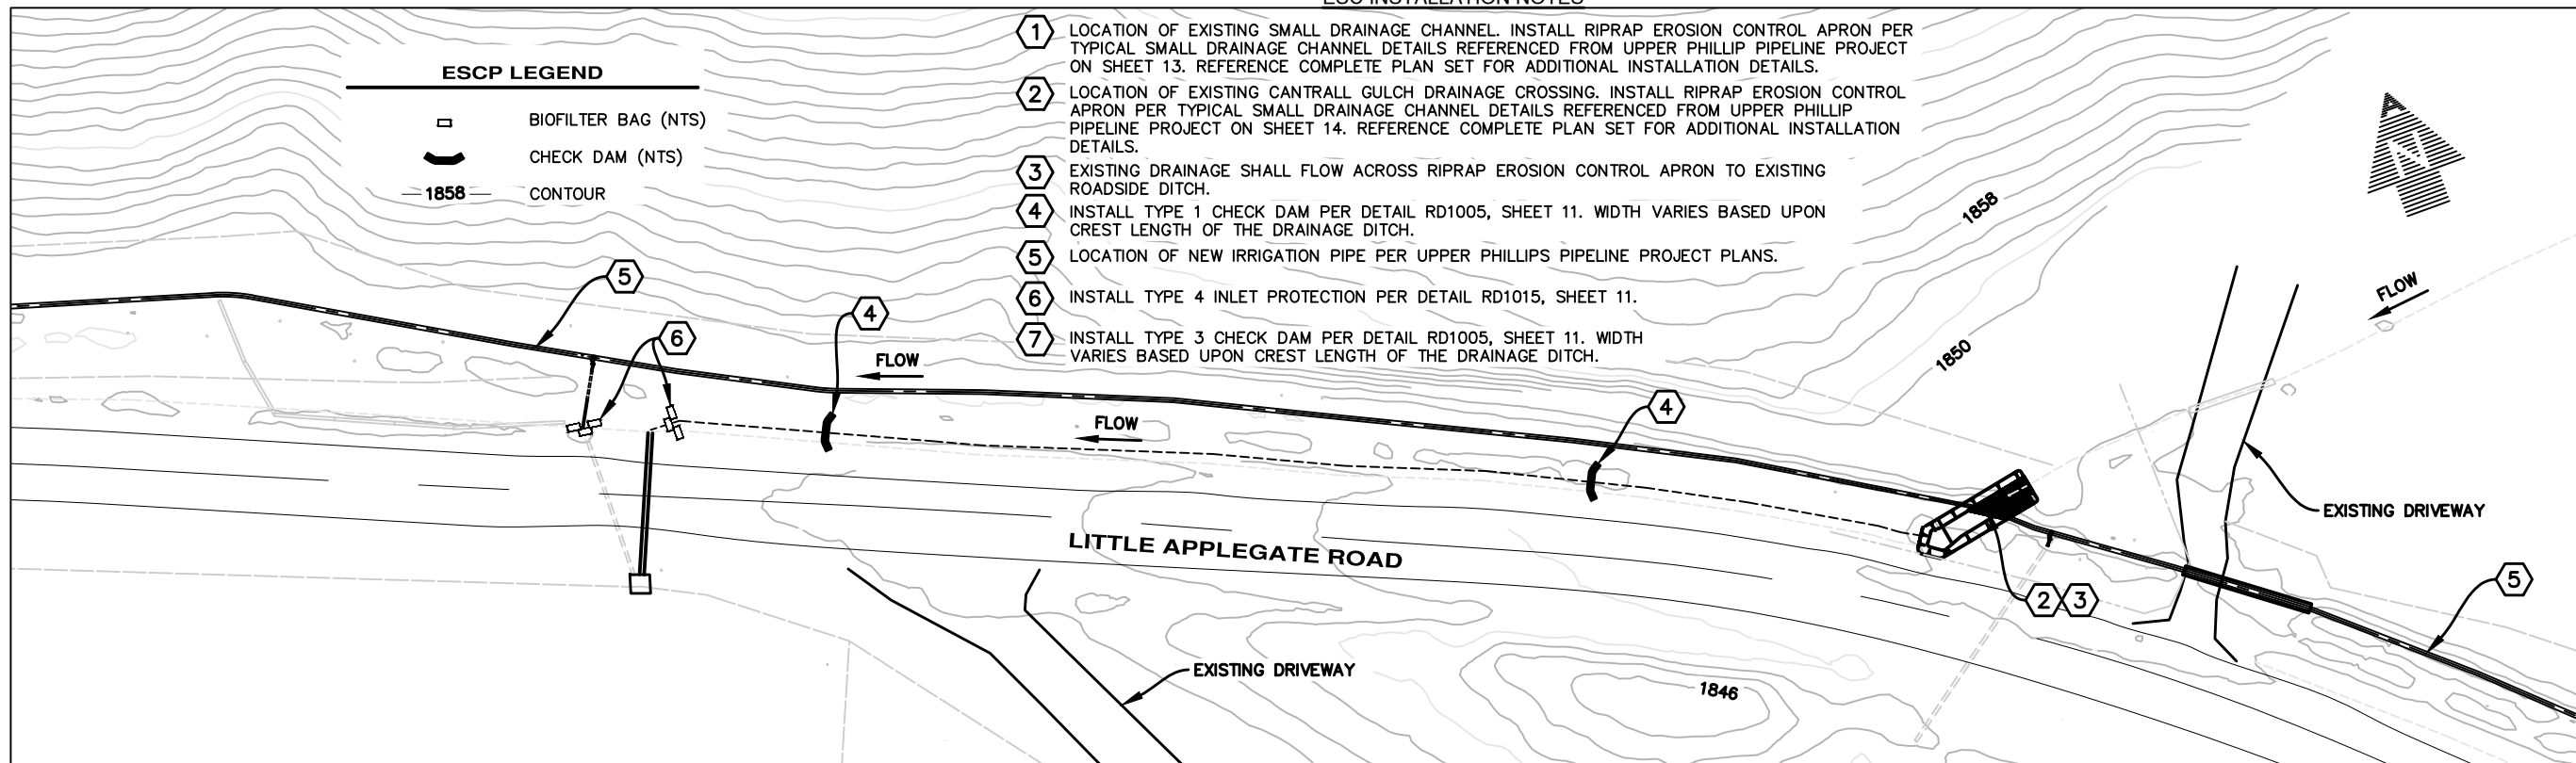 ESC INSTALLATION NOTES
ESCP LEGEND
BIOFILTER BAG (NTS)
CHECK DAM (NTS)
1858 CONTOUR
1 LOCATION OF EXISTING SMALL DRAINAGE CHANNEL. INSTALL RIPRAP EROSION CONTROL APRON PER
TYPICAL SMALL DRAINAGE CHANNEL DETAILS REFERENCED FROM UPPER PHILLIP PIPELINE PROJECT
ON SHEET 13. REFERENCE COMPLETE PLAN SET FOR ADDITIONAL INSTALLATION DETAILS.
2 LOCATION OF EXISTING CANTRALL GULCH DRAINAGE CROSSING. INSTALL RIPRAP EROSION CONTROL
APRON PER TYPICAL SMALL DRAINAGE CHANNEL DETAILS REFERENCED FROM UPPER PHILLIP
PIPELINE PROJECT ON SHEET 14. REFERENCE COMPLETE PLAN SET FOR ADDITIONAL INSTALLATION
DETAILS.
3 EXISTING DRAINAGE SHALL FLOW ACROSS RIPRAP EROSION CONTROL APRON TO EXISTING
ROADSIDE DITCH.
4 INSTALL TYPE 1 CHECK DAM PER DETAIL RD1005, SHEET 11. WIDTH VARIES BASED UPON
CREST LENGTH OF THE DRAINAGE DITCH.
5 LOCATION OF NEW IRRIGATION PIPE PER UPPER PHILLIPS PIPELINE PROJECT PLANS.
6 INSTALL TYPE 4 INLET PROTECTION PER DETAIL RD1015, SHEET 11.
7 INSTALL TYPE 3 CHECK DAM PER DETAIL RD1005, SHEET 11. WIDTH
VARIES BASED UPON CREST LENGTH OF THE DRAINAGE DITCH.
N
1858
1850
FLOW
5
4
6
FLOW
FLOW
4
EXISTING DRIVEWAY
LITTLE APPLEGATE ROAD
2 3
5
EXISTING DRIVEWAY
1846